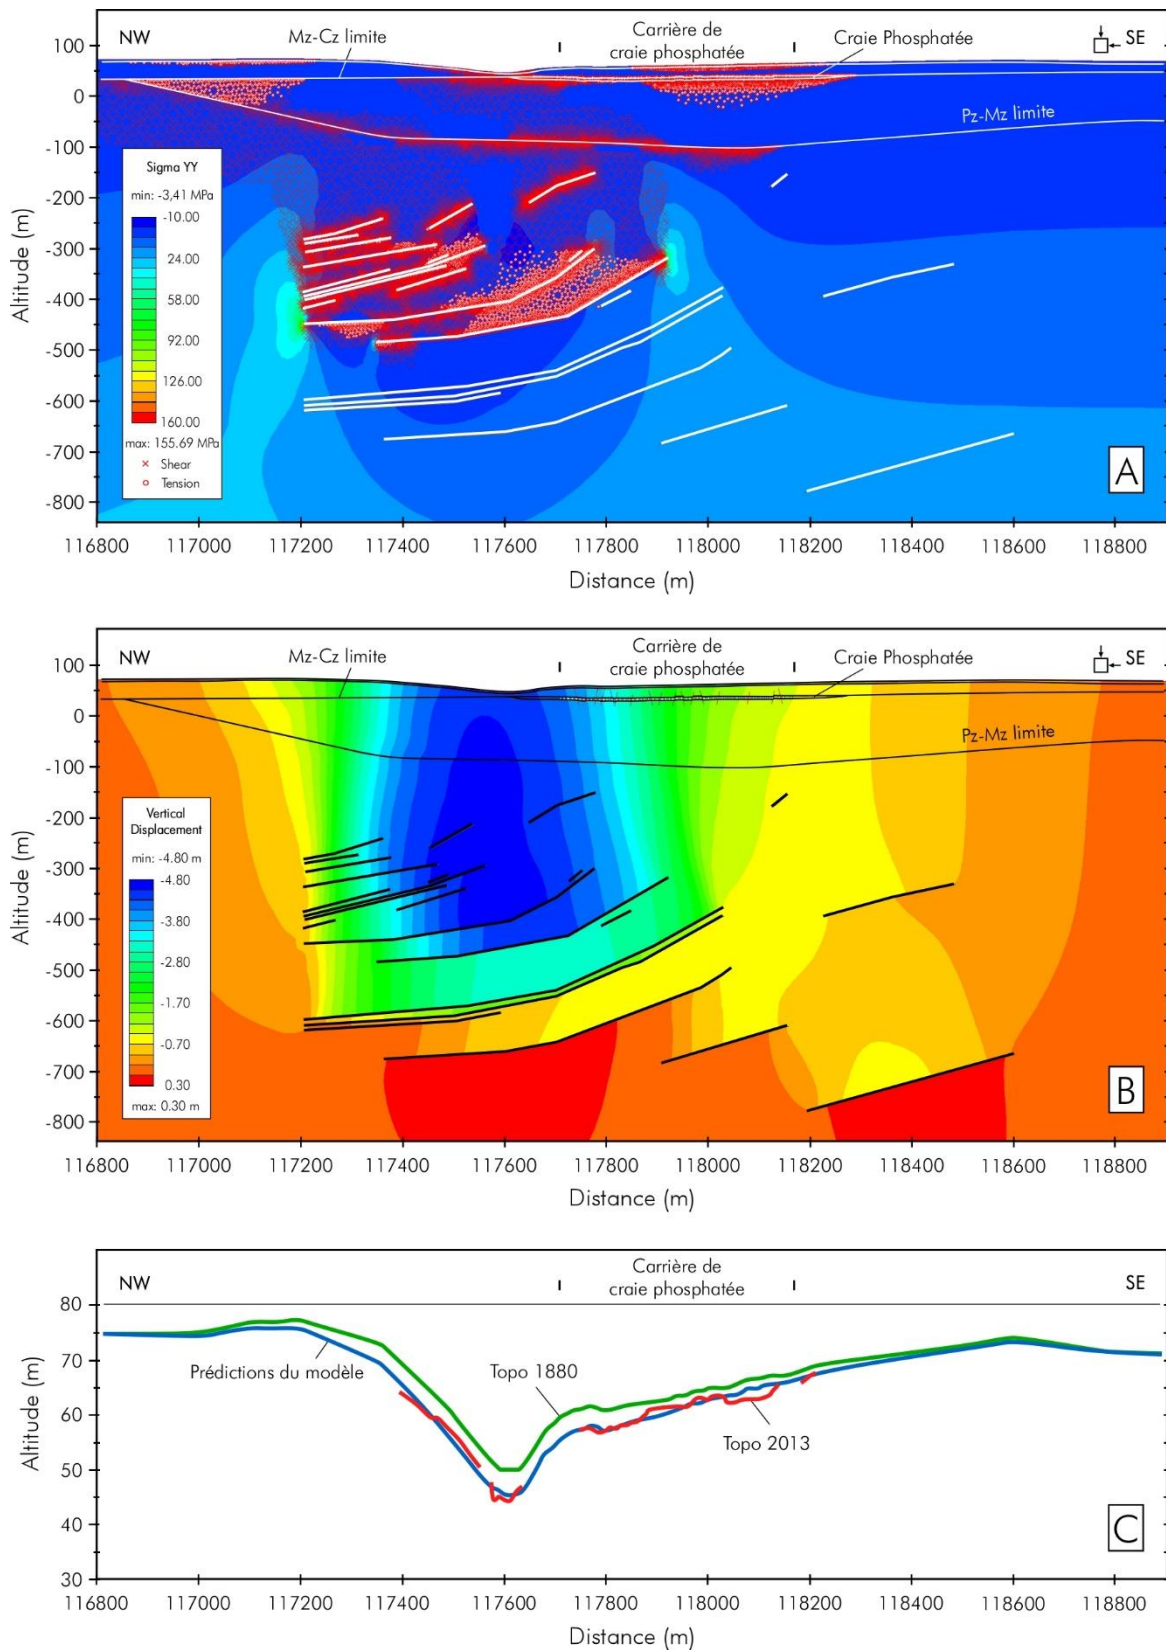 NW
Mz-Cz limite
Carrière de
craie phosphatée
Craie Phosphatée
SE
Pz-Mz limite
Altitude (m)
100
0
-100
-200
-300
-400
-500
-600
-700
-800
Sigma YY
min: -3,41 MPa
-10.00
24.00
58.00
92.00
126.00
160.00
max: 155.69 MPa
Shear
Tension
A
116800 117000 117200 117400 117600 117800 118000 118200 118400 118600 118800
Distance (m)
NW
Mz-Cz limite
Carrière de
craie phosphatée
Craie Phosphatée
SE
Pz-Mz limite
Altitude (m)
100
0
-100
-200
-300
-400
-500
-600
-700
-800
Vertical
Displacement
min: -4.80 m
-4.80
-3.80
-2.80
-1.70
-0.70
0.30
max: 0.30 m
B
116800 117000 117200 117400 117600 117800 118000 118200 118400 118600 118800
Distance (m)
NW
Carrière de
craie phosphatée
SE
Altitude (m)
80
70
60
50
40
30
Prédictions du modèle
Topo 1880
Topo 2013
C
116800 117000 117200 117400 117600 117800 118000 118200 118400 118600 118800
Distance (m)